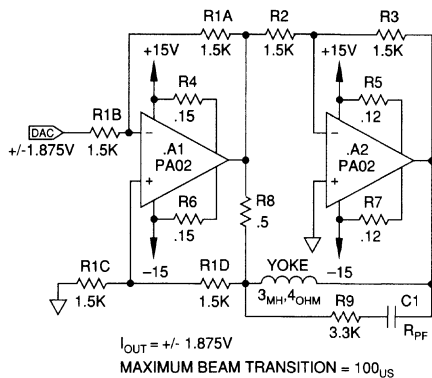 R1A
1.5K
R2
1.5K
R3
1.5K
+15V
+15V
R4
.15
R5
.12
DAC
+/-1.875V
R1B
1.5K
−
+
.A1
PA02
−
+
.A2
PA02
R6
.15
R8
.5
R7
.12
−15
−15
R1C
1.5K
R1D
1.5K
YOKE
3MH,4OHM
R9
3.3K
C1
RPF
IOUT = +/- 1.875V
MAXIMUM BEAM TRANSITION = 100US